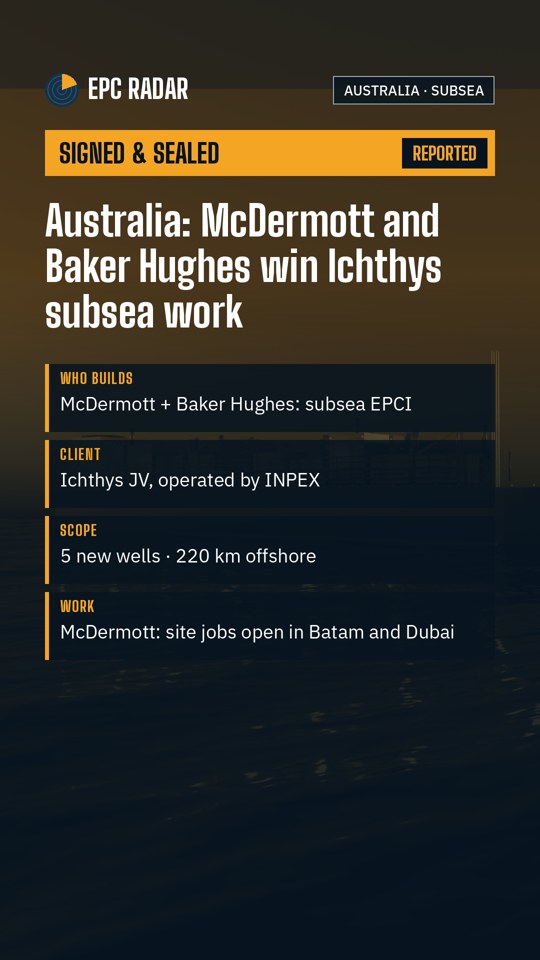 EPC RADAR
AUSTRALIA · SUBSEA
SIGNED & SEALED
REPORTED
Australia: McDermott and
Baker Hughes win Ichthys
subsea work
WHO BUILDS
McDermott + Baker Hughes: subsea EPCI
CLIENT
Ichthys JV, operated by INPEX
SCOPE
5 new wells · 220 km offshore
WORK
McDermott: site jobs open in Batam and Dubai